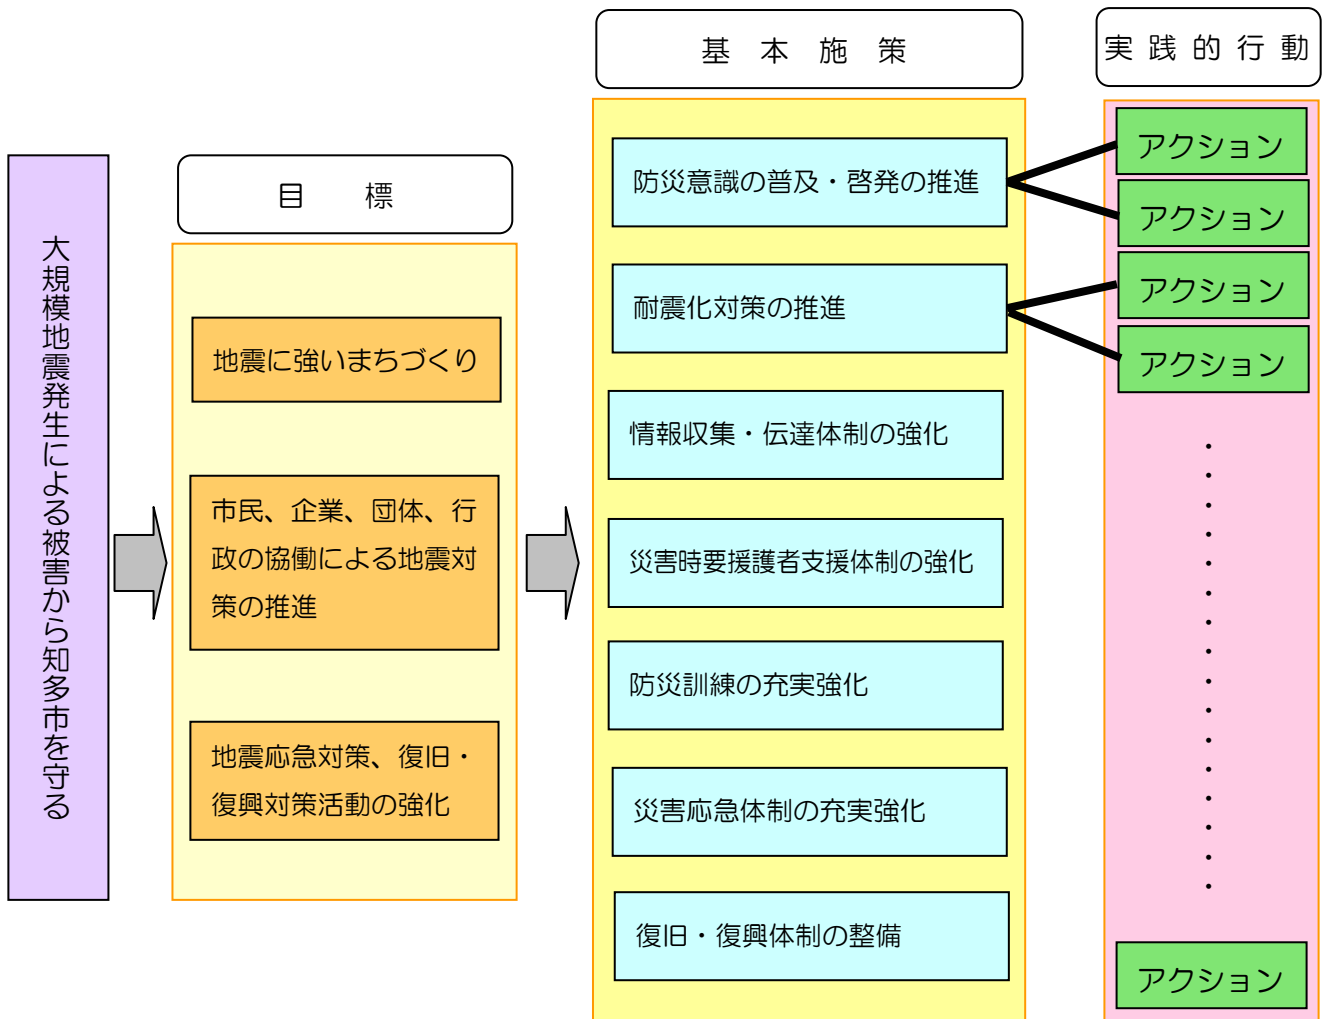 大規模地震発生による被害から知多市を守る
目　標
地震に強いまちづくり
市民、企業、団体、行
政の協働による地震対
策の推進
地震応急対策、復旧・
復興対策活動の強化
基　本　施　策
防災意識の普及・啓発の推進
耐震化対策の推進
情報収集・伝達体制の強化
災害時要援護者支援体制の強化
防災訓練の充実強化
災害応急体制の充実強化
復旧・復興体制の整備
実 践 的 行 動
アクション
アクション
アクション
アクション
・・・・・・・・・・・・・・・・
アクション